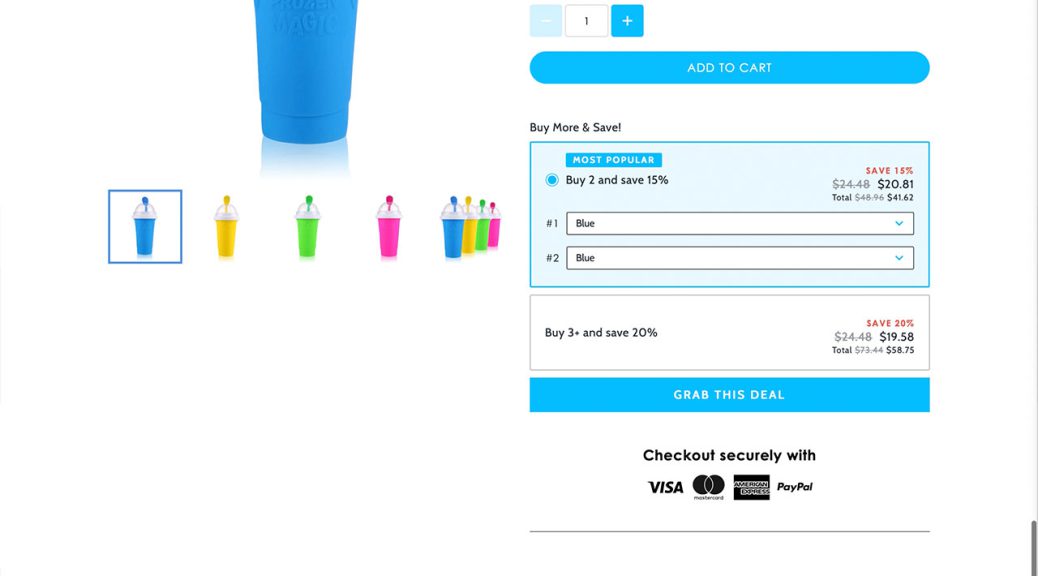 FROZEN
MAGIC
−
1
+
ADD TO CART
Buy More & Save!
MOST POPULAR
Buy 2 and save 15%
SAVE 15%
$24.48 $20.81
Total $48.96 $41.62
#1 Blue
#2 Blue
Buy 3+ and save 20%
SAVE 20%
$24.48 $19.58
Total $73.44 $58.75
GRAB THIS DEAL
Checkout securely with
VISA
mastercard
AMERICAN
EXPRESS
PayPal